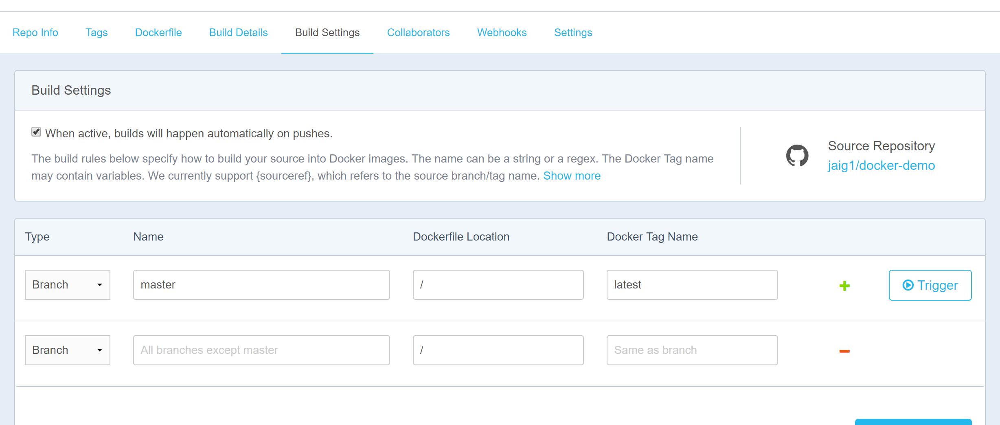 Repo Info Tags Dockerfile Build Details Build Settings Collaborators Webhooks Settings
Build Settings
When active, builds will happen automatically on pushes.
The build rules below specify how to build your source into Docker images. The name can be a string or a regex. The Docker Tag name
may contain variables. We currently support {sourceref}, which refers to the source branch/tag name. Show more
Source Repository
jaig1/docker-demo
Type Name Dockerfile Location Docker Tag Name
Branch master / latest Trigger
Branch All branches except master / Same as branch